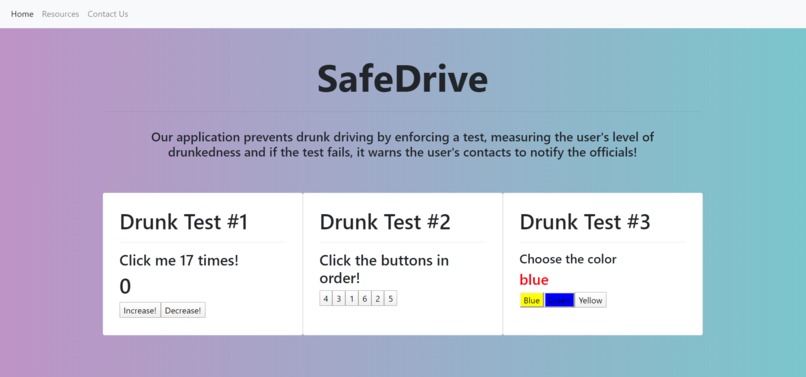 Home Resources Contact Us
SafeDrive
Our application prevents drunk driving by enforcing a test, measuring the user's level of
drunkedness and if the test fails, it warns the user's contacts to notify the officials!
Drunk Test #1
Click me 17 times!
0
Increase! Decrease!
Drunk Test #2
Click the buttons in
order!
4 3 1 6 2 5
Drunk Test #3
Choose the color
blue
Blue Yellow